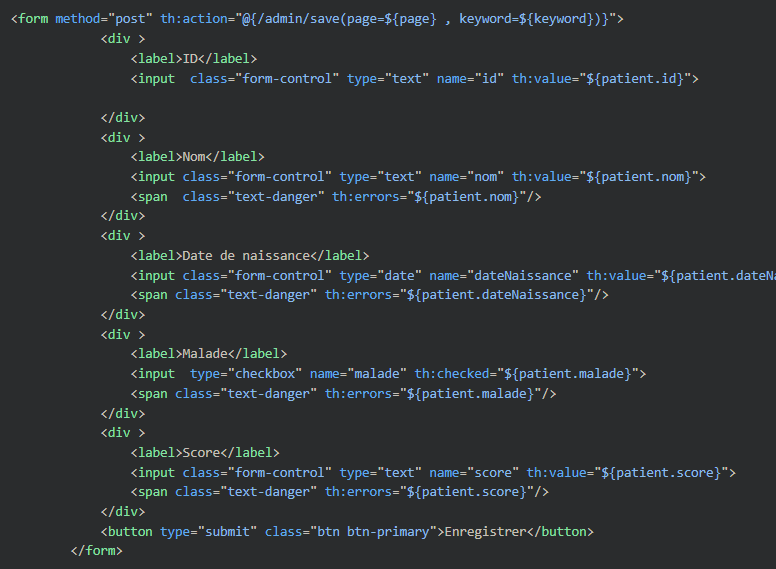 <form method="post" th:action="@{/admin/save(page=${page} , keyword=${keyword})}">
<div >
<label>ID</label>
<input  class="form-control" type="text" name="id" th:value="${patient.id}">
</div>
<div >
<label>Nom</label>
<input class="form-control" type="text" name="nom" th:value="${patient.nom}">
<span  class="text-danger" th:errors="${patient.nom}"/>
</div>
<div >
<label>Date de naissance</label>
<input class="form-control" type="date" name="dateNaissance" th:value="${patient.dateNa
<span class="text-danger" th:errors="${patient.dateNaissance}"/>
</div>
<div >
<label>Malade</label>
<input  type="checkbox" name="malade" th:checked="${patient.malade}">
<span class="text-danger" th:errors="${patient.malade}"/>
</div>
<div >
<label>Score</label>
<input class="form-control" type="text" name="score" th:value="${patient.score}">
<span class="text-danger" th:errors="${patient.score}"/>
</div>
<button type="submit" class="btn btn-primary">Enregistrer</button>
</form>